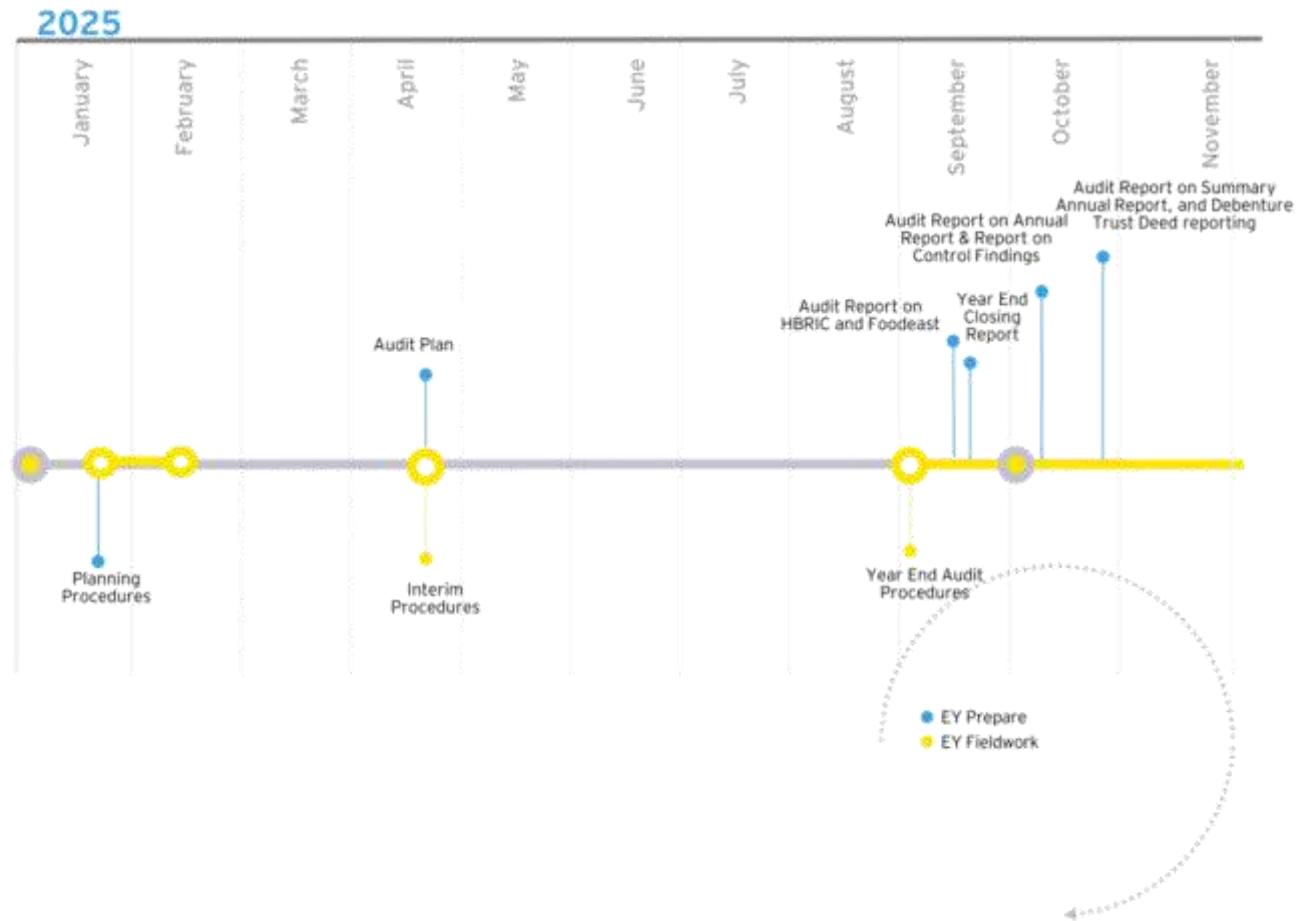 2025
January
February
March
April
May
June
July
August
September
October
November
Audit Report on Summary
Annual Report, and Debenture
Trust Deed reporting
Audit Report on Annual
Report & Report on
Control Findings
Audit Report on
HBRIC and Foodeast
Year End
Closing
Report
Audit Plan
Planning
Procedures
Interim
Procedures
Year End Audit
Procedures
EY Prepare
EY Fieldwork